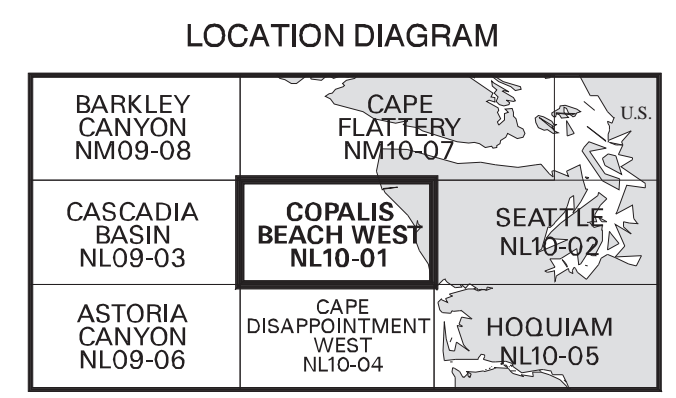 LOCATION DIAGRAM
BARKLEY
CANYON
NM09-08
CAPE
FLATTERY
NM10-07
U.S.
CASCADIA
BASIN
NL09-03
COPALIS
BEACH WEST
NL10-01
SEATTLE
NL10-02
ASTORIA
CANYON
NL09-06
CAPE
DISAPPOINTMENT
WEST
NL10-04
HOQUIAM
NL10-05